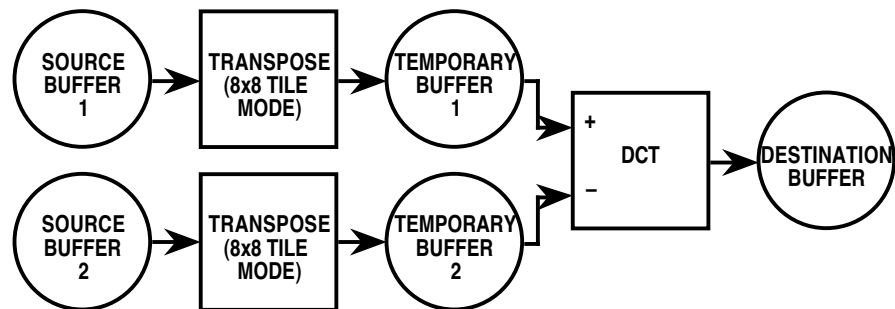 SOURCE
BUFFER
1
TRANSPOSE
(8x8 TILE
MODE)
TEMPORARY
BUFFER
1
+
DCT
−
DESTINATION
BUFFER
SOURCE
BUFFER
2
TRANSPOSE
(8x8 TILE
MODE)
TEMPORARY
BUFFER
2